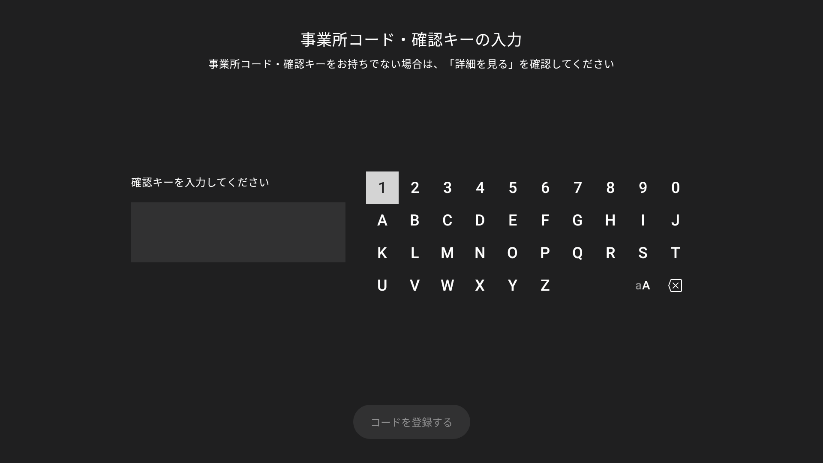 事業所コード・確認キーの入力
事業所コード・確認キーをお持ちでない場合は、「詳細を見る」を確認してください
確認キーを入力してください
1 2 3 4 5 6 7 8 9 0
A B C D E F G H I J
K L M N O P Q R S T
U V W X Y Z aA
コードを登録する